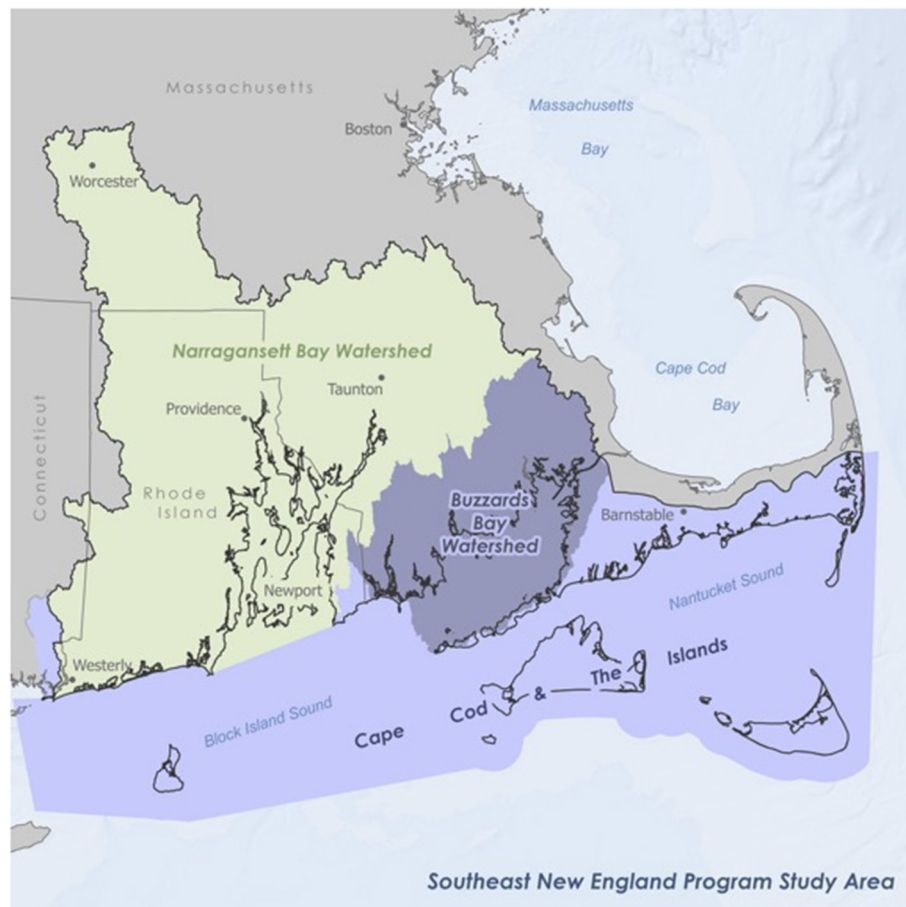 Massachusetts
Boston
Massachusetts
Bay
Worcester
Narragansett Bay Watershed
Taunton
Cape Cod
Bay
Providence
Connecticut
Rhode
Island
Buzzards
Bay
Watershed
Barnstable
Newport
Nantucket Sound
Westerly
Cape Cod & The Islands
Block Island Sound
Southeast New England Program Study Area